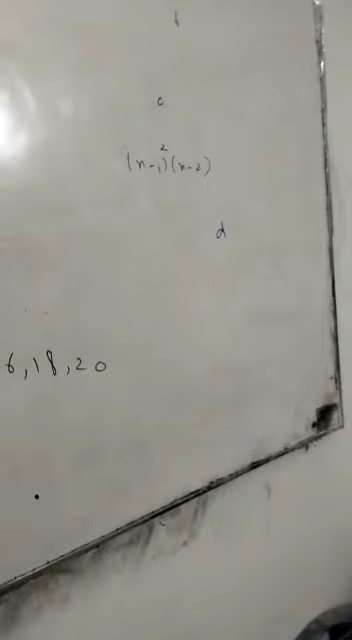 b
c
(n-1)²(n-2)
d
6, 18, 20